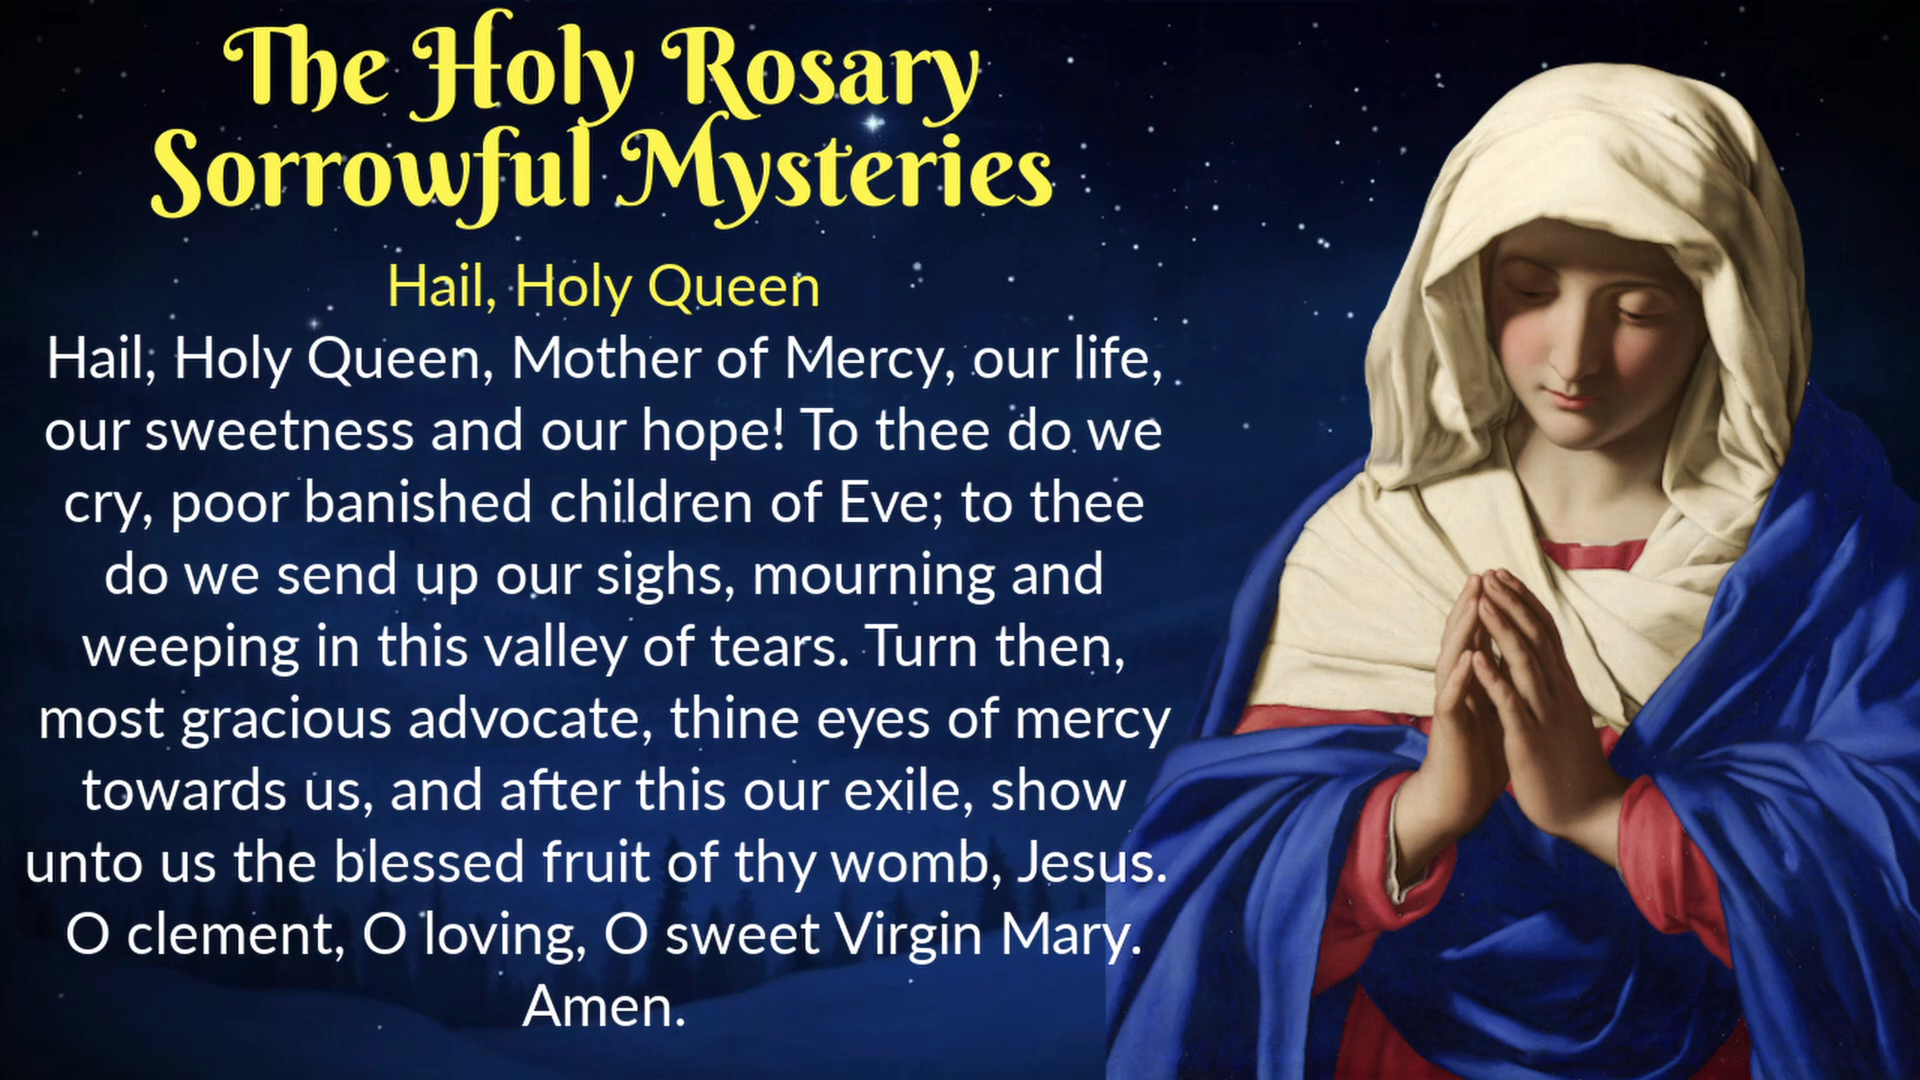 The Holy Rosary
Sorrowful Mysteries
Hail, Holy Queen
Hail, Holy Queen, Mother of Mercy, our life,
our sweetness and our hope! To thee do we
cry, poor banished children of Eve; to thee
do we send up our sighs, mourning and
weeping in this valley of tears. Turn then,
most gracious advocate, thine eyes of mercy
towards us, and after this our exile, show
unto us the blessed fruit of thy womb, Jesus.
O clement, O loving, O sweet Virgin Mary.
Amen.